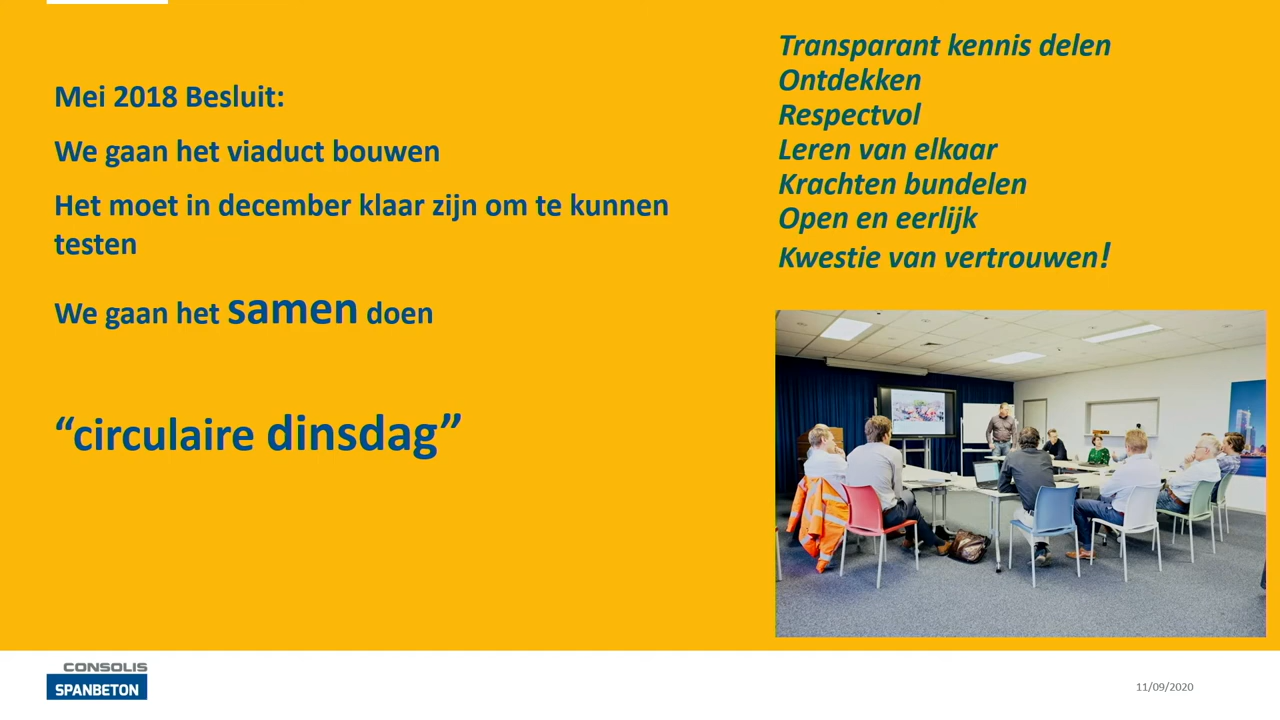 Mei 2018 Besluit:
We gaan het viaduct bouwen
Het moet in december klaar zijn om te kunnen
testen
We gaan het samen doen
“circulaire dinsdag”
Transparant kennis delen
Ontdekken
Respectvol
Leren van elkaar
Krachten bundelen
Open en eerlijk
Kwestie van vertrouwen!
CONSOLIS
SPANBETON
11/09/2020